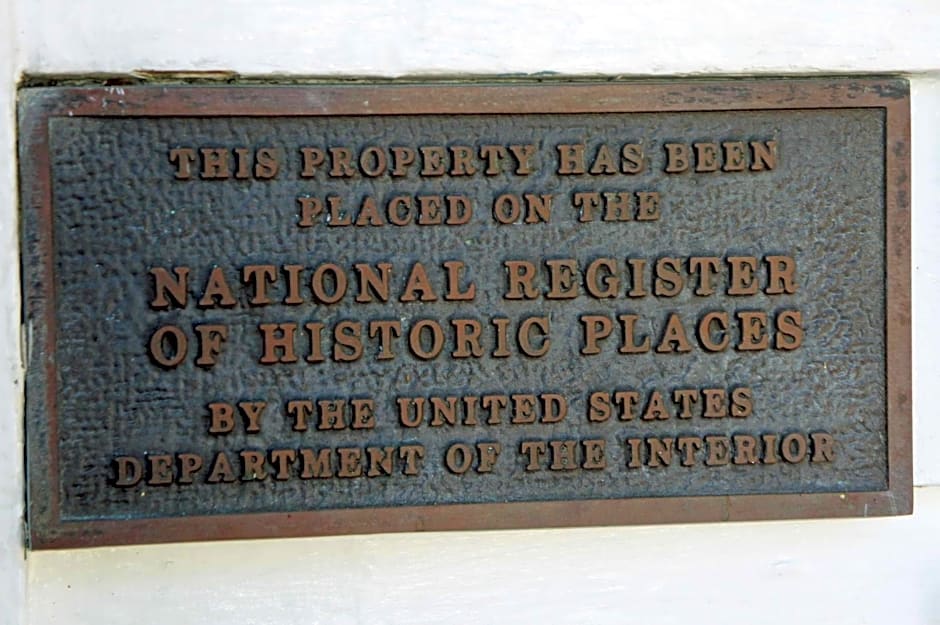 THIS PROPERTY HAS BEEN
PLACED ON THE
NATIONAL REGISTER
OF HISTORIC PLACES
BY THE UNITED STATES
DEPARTMENT OF THE INTERIOR